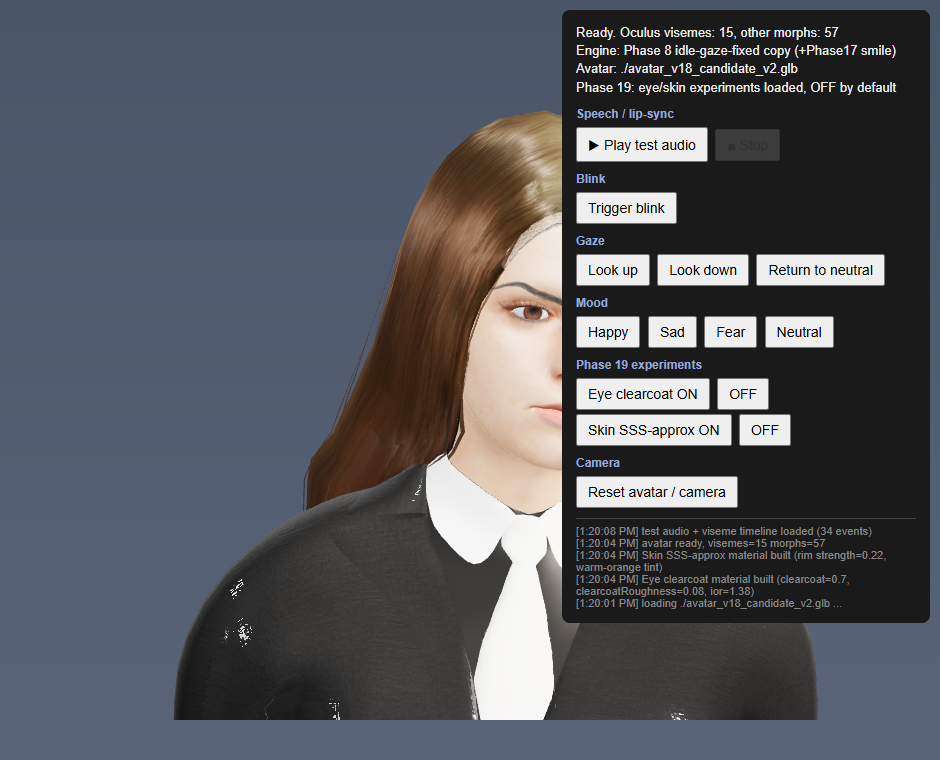 Ready. Oculus visemes: 15, other morphs: 57
Engine: Phase 8 idle-gaze-fixed copy (+Phase17 smile)
Avatar: ./avatar_v18_candidate_v2.glb
Phase 19: eye/skin experiments loaded, OFF by default
Speech / lip-sync
▶ Play test audio ■ Stop
Blink
Trigger blink
Gaze
Look up Look down Return to neutral
Mood
Happy Sad Fear Neutral
Phase 19 experiments
Eye clearcoat ON OFF
Skin SSS-approx ON OFF
Camera
Reset avatar / camera
[1:20:08 PM] test audio + viseme timeline loaded (34 events)
[1:20:04 PM] avatar ready, visemes=15 morphs=57
[1:20:04 PM] Skin SSS-approx material built (rim strength=0.22,
warm-orange tint)
[1:20:04 PM] Eye clearcoat material built (clearcoat=0.7,
clearcoatRoughness=0.08, ior=1.38)
[1:20:01 PM] loading ./avatar_v18_candidate_v2.glb ...